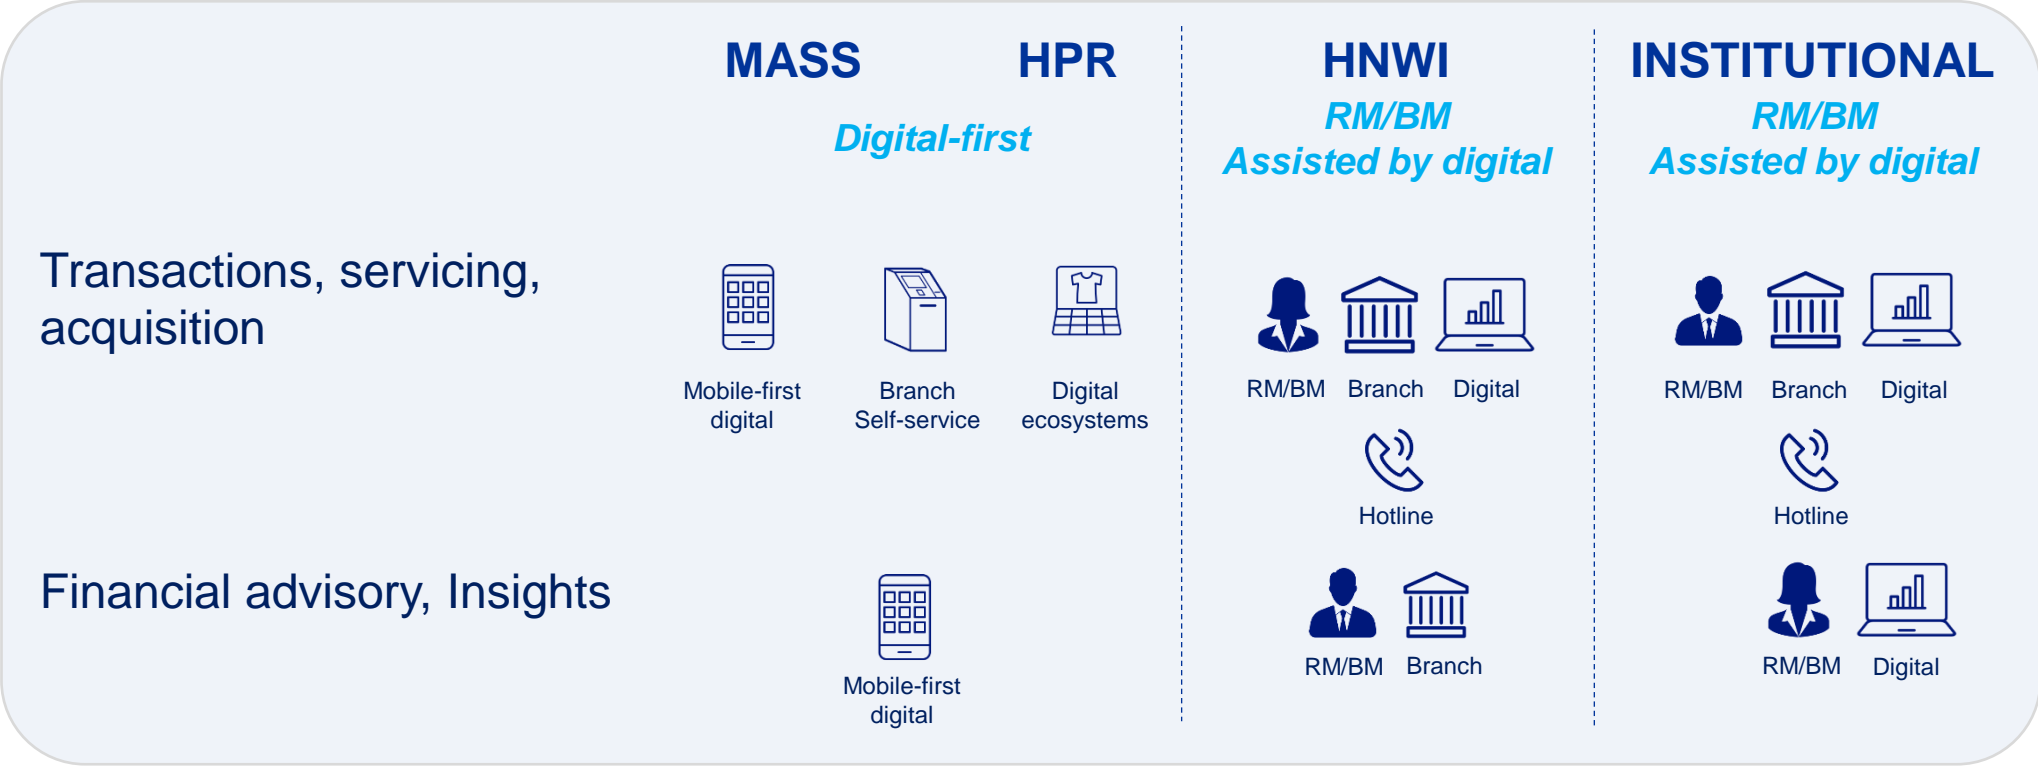 MASS
HPR
HNWI
INSTITUTIONAL
Digital-first
RM/BM
Assisted by digital
RM/BM
Assisted by digital
Transactions, servicing,
acquisition
Mobile-first
digital
Branch
Self-service
Digital
ecosystems
RM/BM
Branch
Digital
Hotline
RM/BM
Branch
Digital
Hotline
Financial advisory, Insights
Mobile-first
digital
RM/BM
Branch
RM/BM
Digital